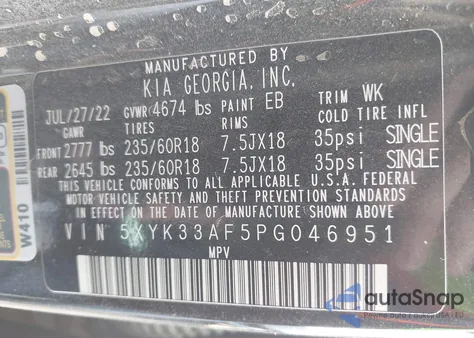 MANUFACTURED BY
KIA GEORGIA, INC.
JUL/27/22 GVWR 4674 lbs PAINT EB TRIM WK
GAWR TIRES RIMS COLD TIRE INFL
FRONT 2777 lbs 235/60R18 7.5JX18 35psi SINGLE
REAR 2645 lbs 235/60R18 7.5JX18 35psi SINGLE
THIS VEHICLE CONFORMS TO ALL APPLICABLE U.S.A. FEDERAL
MOTOR VEHICLE SAFETY AND THEFT PREVENTION STANDARDS
IN EFFECT ON THE DATE OF MANUFACTURE SHOWN ABOVE.
VIN 5XYK33AF5PG046951
MPV
W410
autoSnap